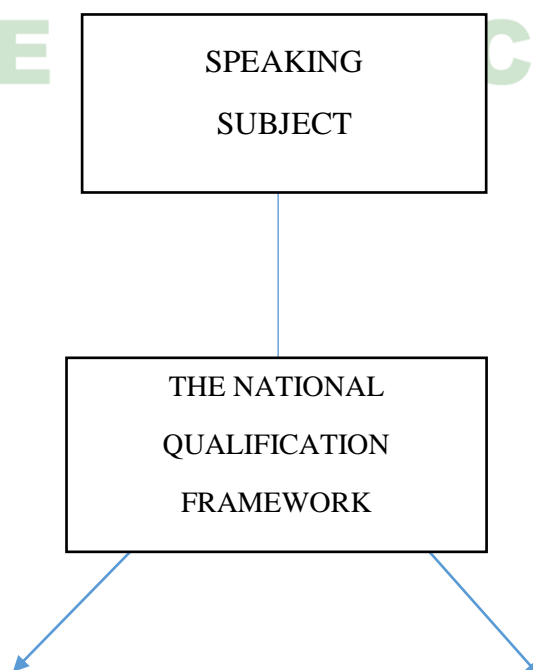 E C
SPEAKING
SUBJECT
THE NATIONAL
QUALIFICATION
FRAMEWORK